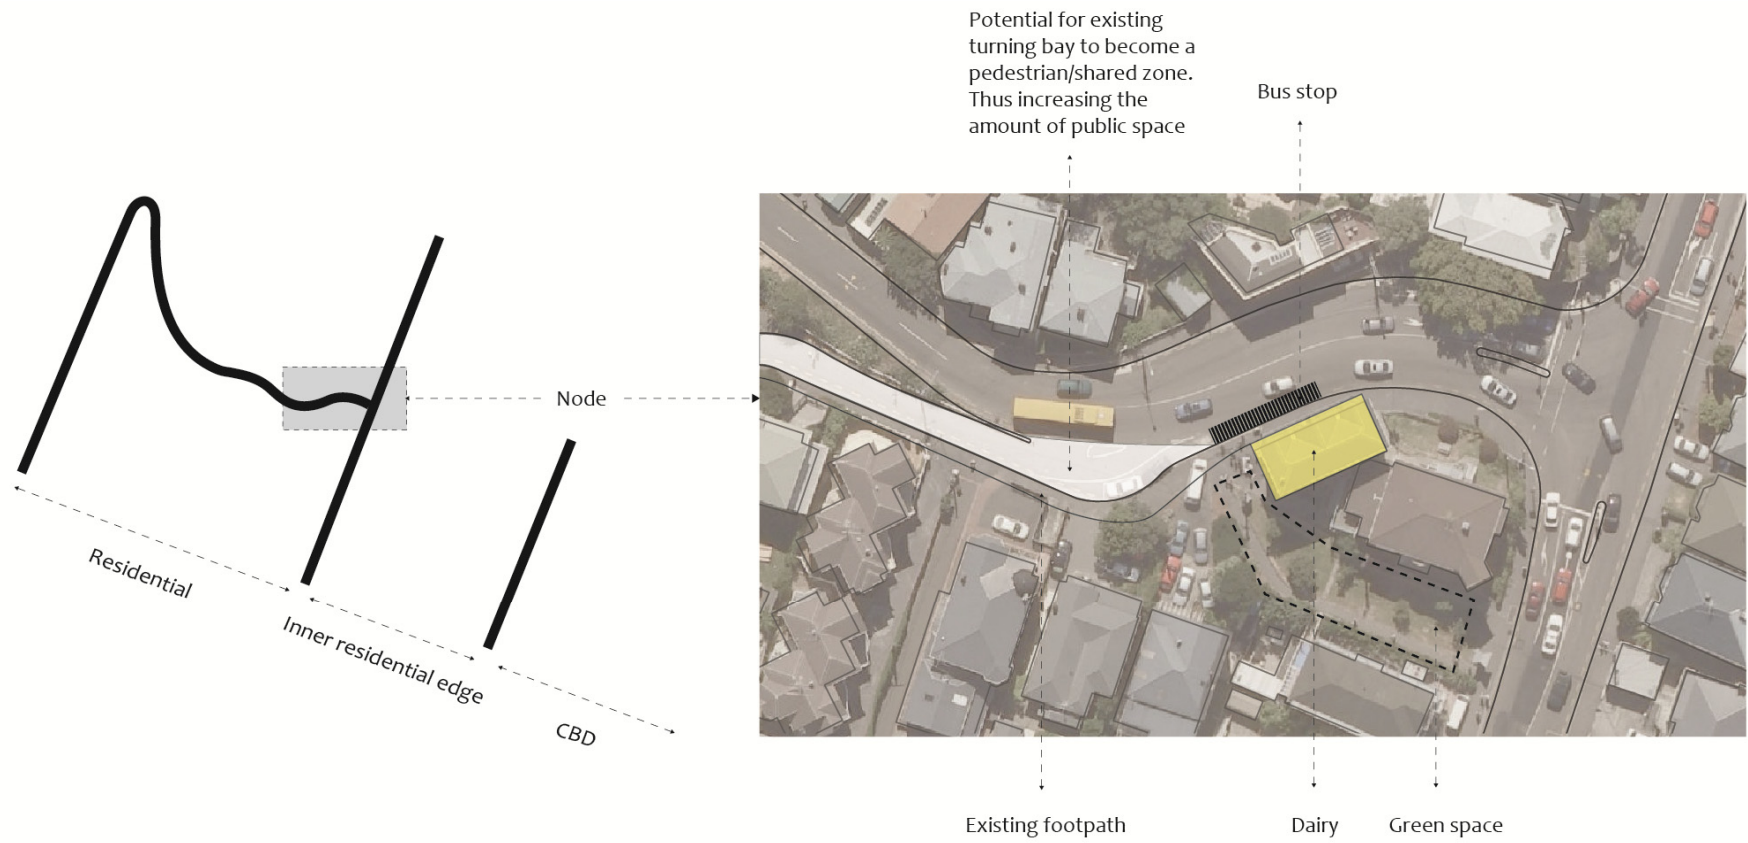 Potential for existing
turning bay to become a
pedestrian/shared zone.
Thus increasing the
amount of public space
Bus stop
Node
Residential
Inner residential edge
CBD
Existing footpath
Dairy
Green space